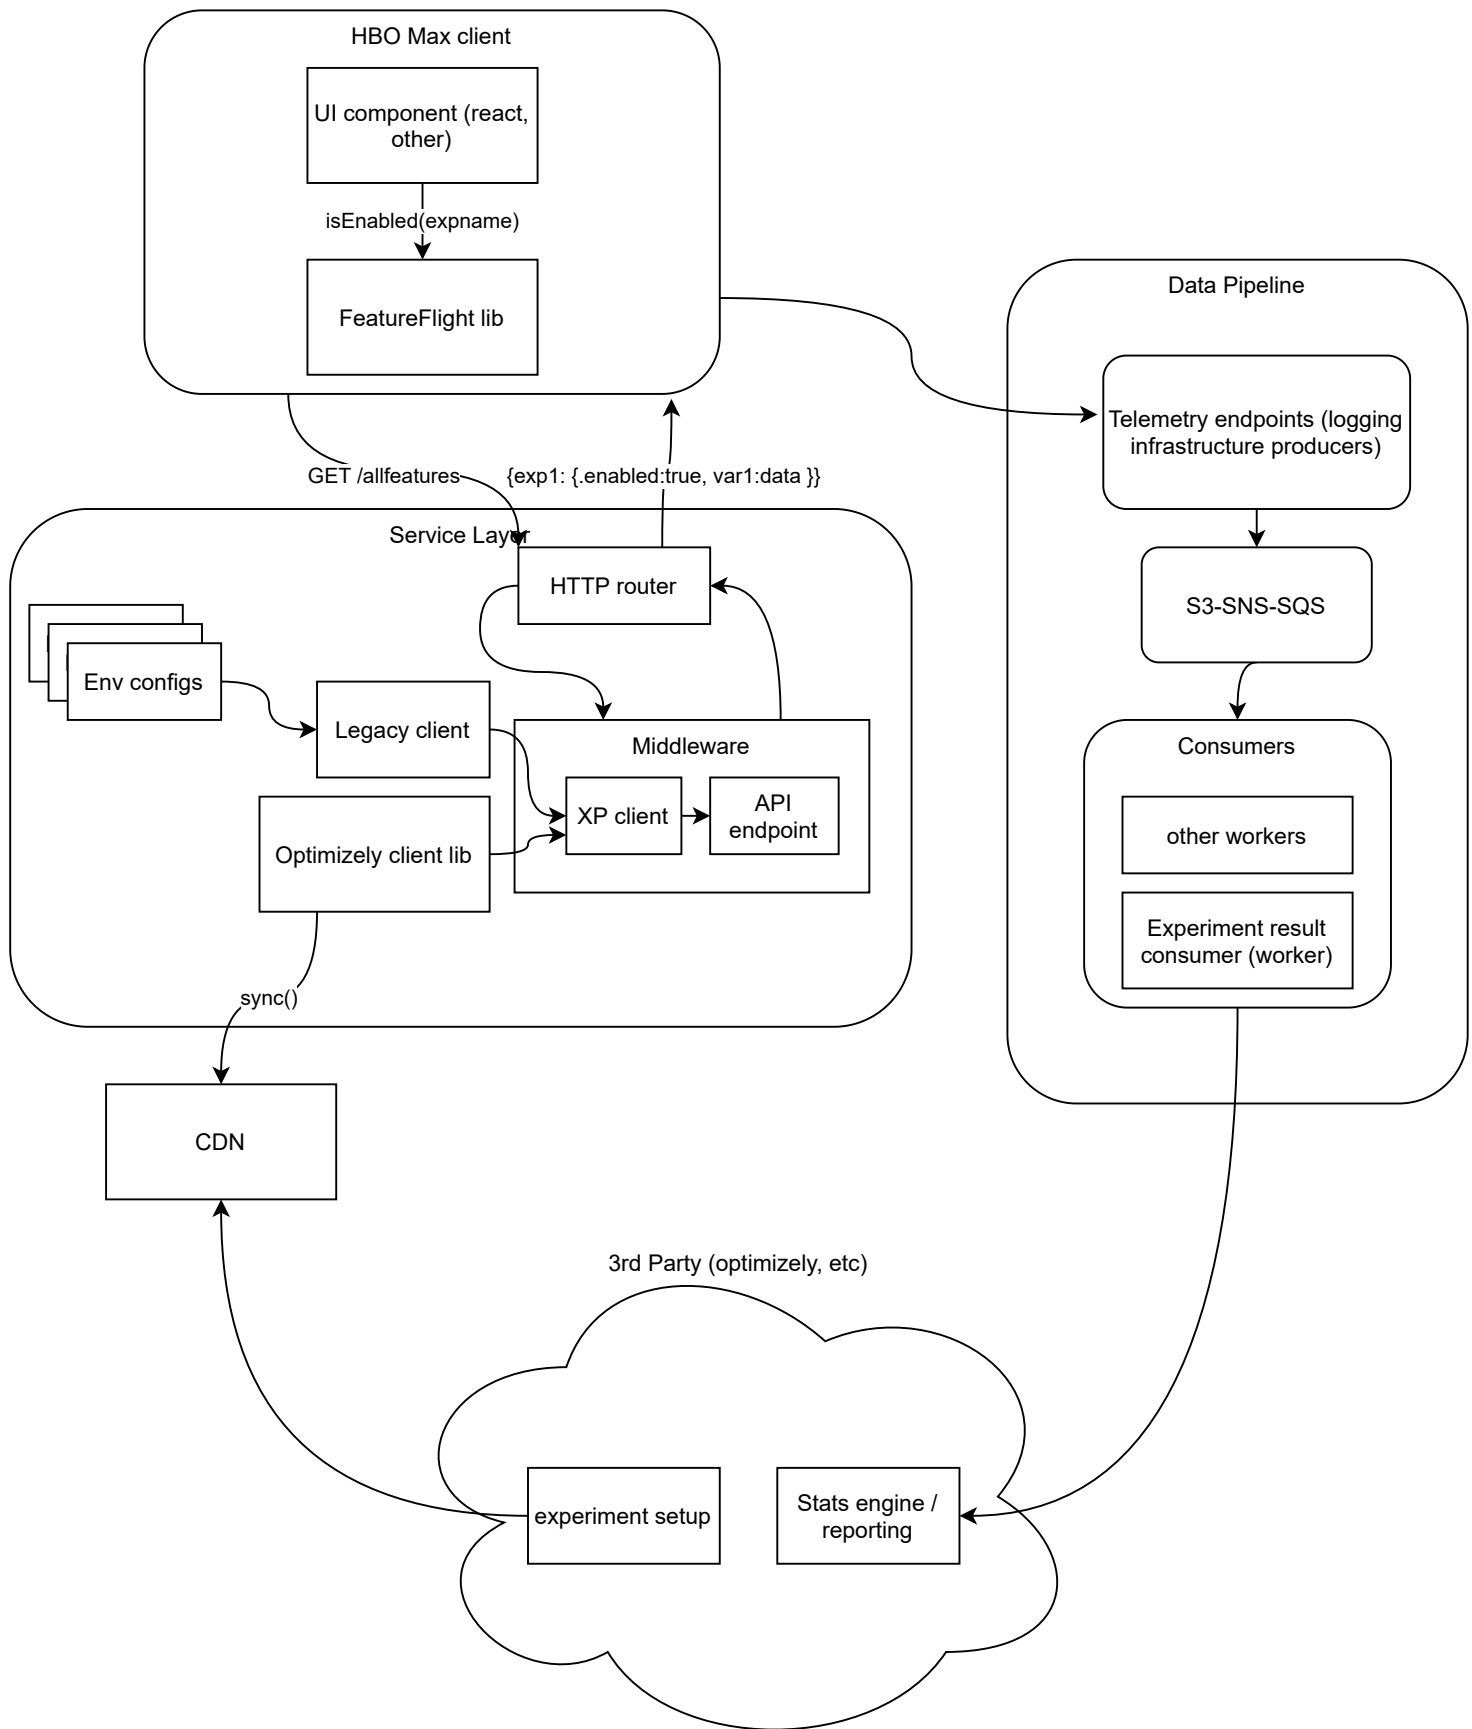 HBO Max client
UI component (react,
other)
isEnabled(expname)
FeatureFlight lib
GET /allfeatures
{exp1: {.enabled:true, var1:data }}
Service Layer
HTTP router
Env configs
Legacy client
Middleware
XP client
API
endpoint
Optimizely client lib
sync()
CDN
Data Pipeline
Telemetry endpoints (logging
infrastructure producers)
S3-SNS-SQS
Consumers
other workers
Experiment result
consumer (worker)
3rd Party (optimizely, etc)
experiment setup
Stats engine /
reporting